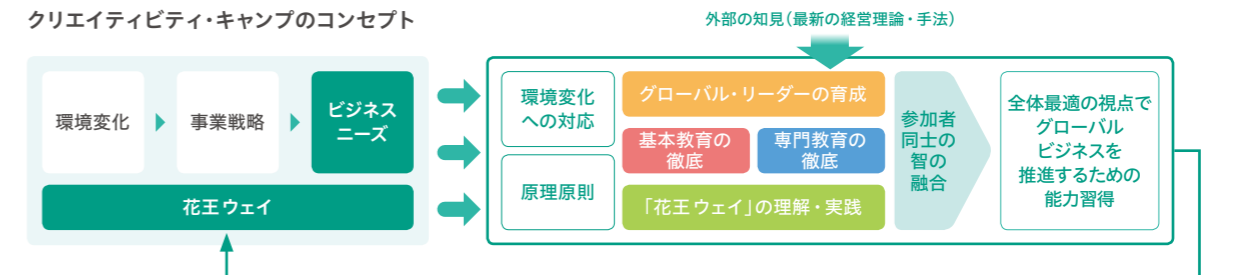 クリエイティビティ・キャンプのコンセプト
外部の知見（最新の経営理論・手法）
環境変化
事業戦略
ビジネス
ニーズ
花王ウェイ
環境変化
への対応
原理原則
グローバル・リーダーの育成
基本教育の
徹底
専門教育の
徹底
「花王ウェイ」の理解・実践
参加者
同士の
智の
融合
全体最適の視点で
グローバル
ビジネスを
推進するための
能力習得